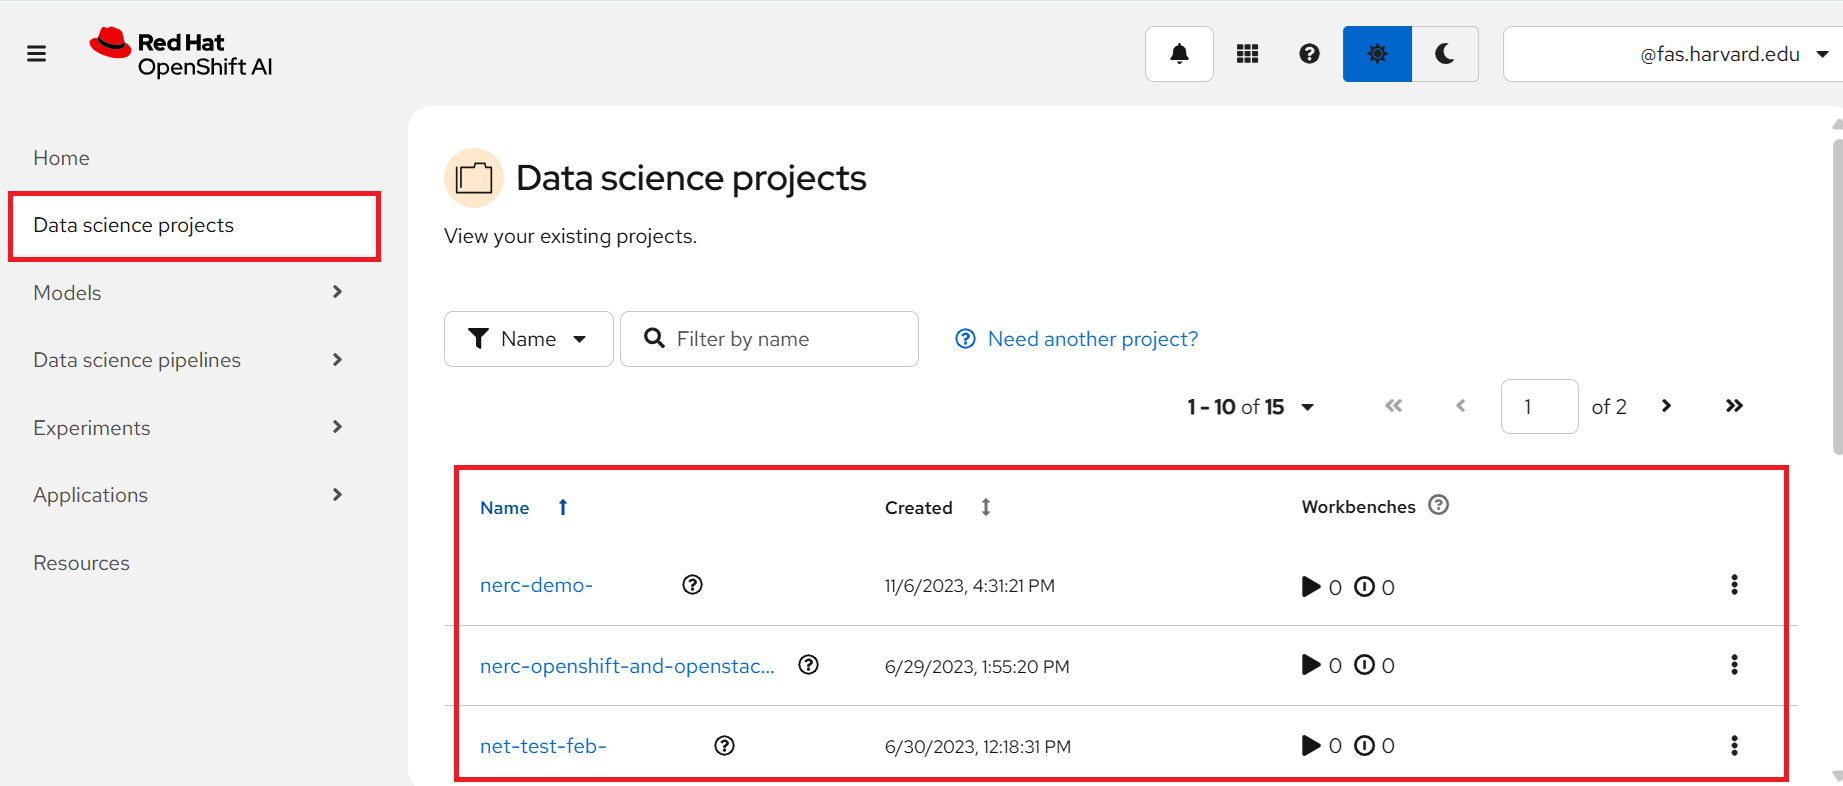 Red Hat
OpenShift AI
@fas.harvard.edu
Home
Data science projects
Models
Data science pipelines
Experiments
Applications
Resources
Data science projects
View your existing projects.
Name
Filter by name
Need another project?
1 - 10 of 15
1 of 2
Name Created Workbenches
nerc-demo- 11/6/2023, 4:31:21 PM 0 0
nerc-openshift-and-openstac... 6/29/2023, 1:55:20 PM 0 0
net-test-feb- 6/30/2023, 12:18:31 PM 0 0